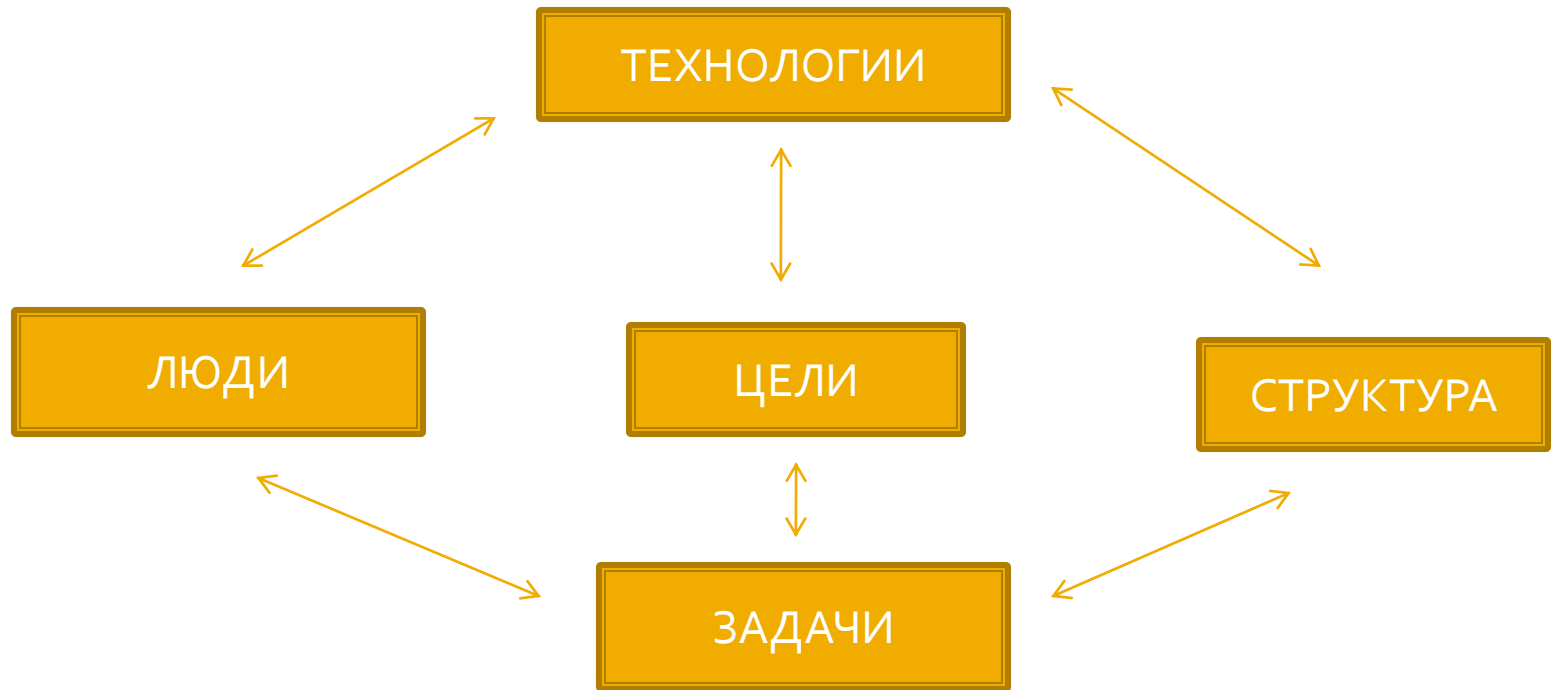 ТЕХНОЛОГИИ
ЛЮДИ
ЦЕЛИ
СТРУКТУРА
ЗАДАЧИ